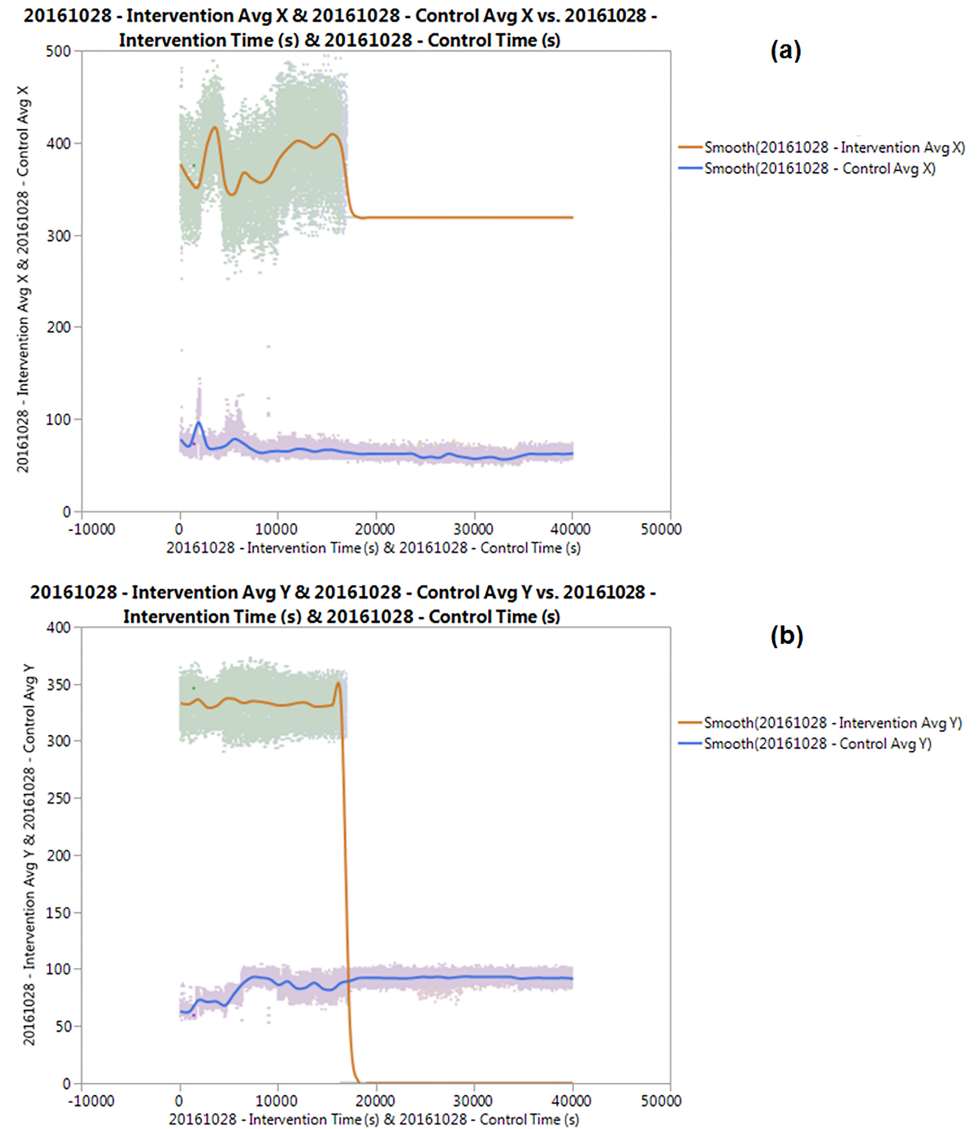 20161028 - Intervention Avg X & 20161028 - Control Avg X vs. 20161028 -
Intervention Time (s) & 20161028 - Control Time (s)
(a)
500
400
300
200
100
0
20161028 - Intervention Avg X & 20161028 - Control Avg X
-10000 0 10000 20000 30000 40000 50000
20161028 - Intervention Time (s) & 20161028 - Control Time (s)
Smooth(20161028 - Intervention Avg X)
Smooth(20161028 - Control Avg X)
20161028 - Intervention Avg Y & 20161028 - Control Avg Y vs. 20161028 -
Intervention Time (s) & 20161028 - Control Time (s)
(b)
400
350
300
250
200
150
100
50
0
20161028 - Intervention Avg Y & 20161028 - Control Avg Y
-10000 0 10000 20000 30000 40000 50000
20161028 - Intervention Time (s) & 20161028 - Control Time (s)
Smooth(20161028 - Intervention Avg Y)
Smooth(20161028 - Control Avg Y)